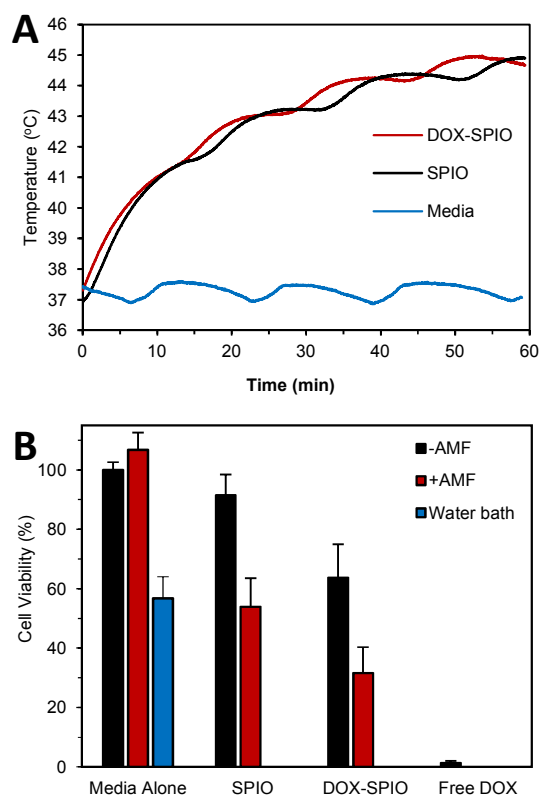 A
Temperature (°C)
46
45
44
43
42
41
40
39
38
37
36
DOX-SPIO
SPIO
Media
0
10
20
30
40
50
60
Time (min)
B
Cell Viability (%)
100
80
60
40
20
0
-AMF
+AMF
Water bath
Media Alone
SPIO
DOX-SPIO
Free DOX